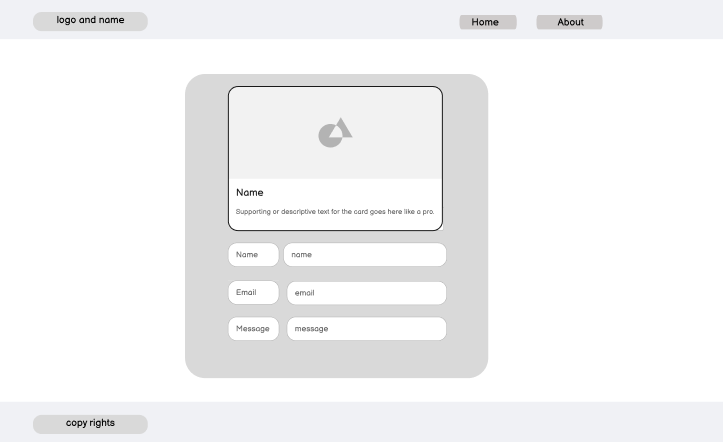 logo and name
Home
About
Name
Supporting or descriptive text for the card goes here like a pro.
Name
name
Email
email
Message
message
copy rights